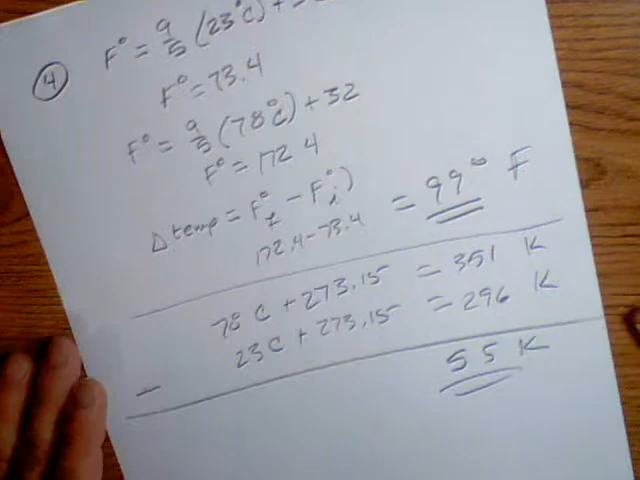 4
F° = 9/5 (23°C) + 3
F° = 73.4
F° = 9/5 (78°C) + 32
F° = 172.4
Δ temp = F°f - F°i)
172.4 - 73.4 = 99° F
78 C + 273.15 = 351 K
23 C + 273.15 = 296 K
-
55 K